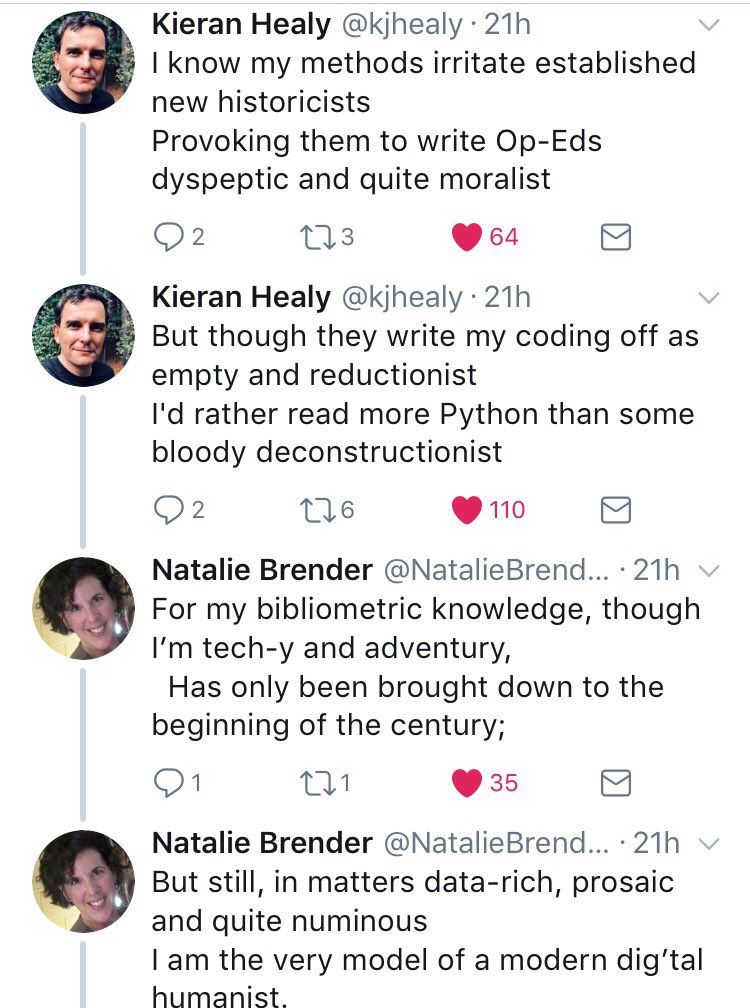 Kieran Healy @kjhealy · 21h
I know my methods irritate established
new historicists
Provoking them to write Op-Eds
dyspeptic and quite moralist
2 3 64
Kieran Healy @kjhealy · 21h
But though they write my coding off as
empty and reductionist
I'd rather read more Python than some
bloody deconstructionist
2 6 110
Natalie Brender @NatalieBrend... · 21h
For my bibliometric knowledge, though
I’m tech-y and adventury,
Has only been brought down to the
beginning of the century;
1 1 35
Natalie Brender @NatalieBrend... · 21h
But still, in matters data-rich, prosaic
and quite numinous
I am the very model of a modern dig’tal
humanist.